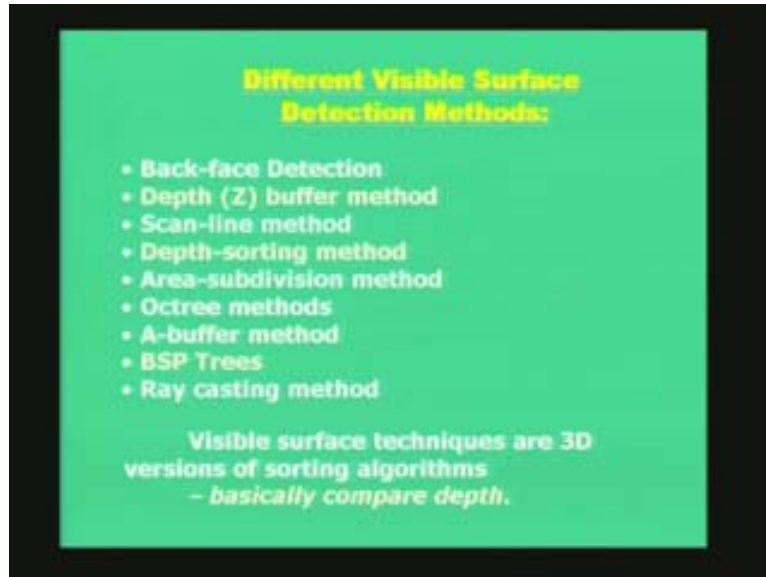 Different Visible Surface
Detection Methods:
• Back-face Detection
• Depth (Z) buffer method
• Scan-line method
• Depth-sorting method
• Area-subdivision method
• Octree methods
• A-buffer method
• BSP Trees
• Ray casting method
Visible surface techniques are 3D
versions of sorting algorithms
– basically compare depth.